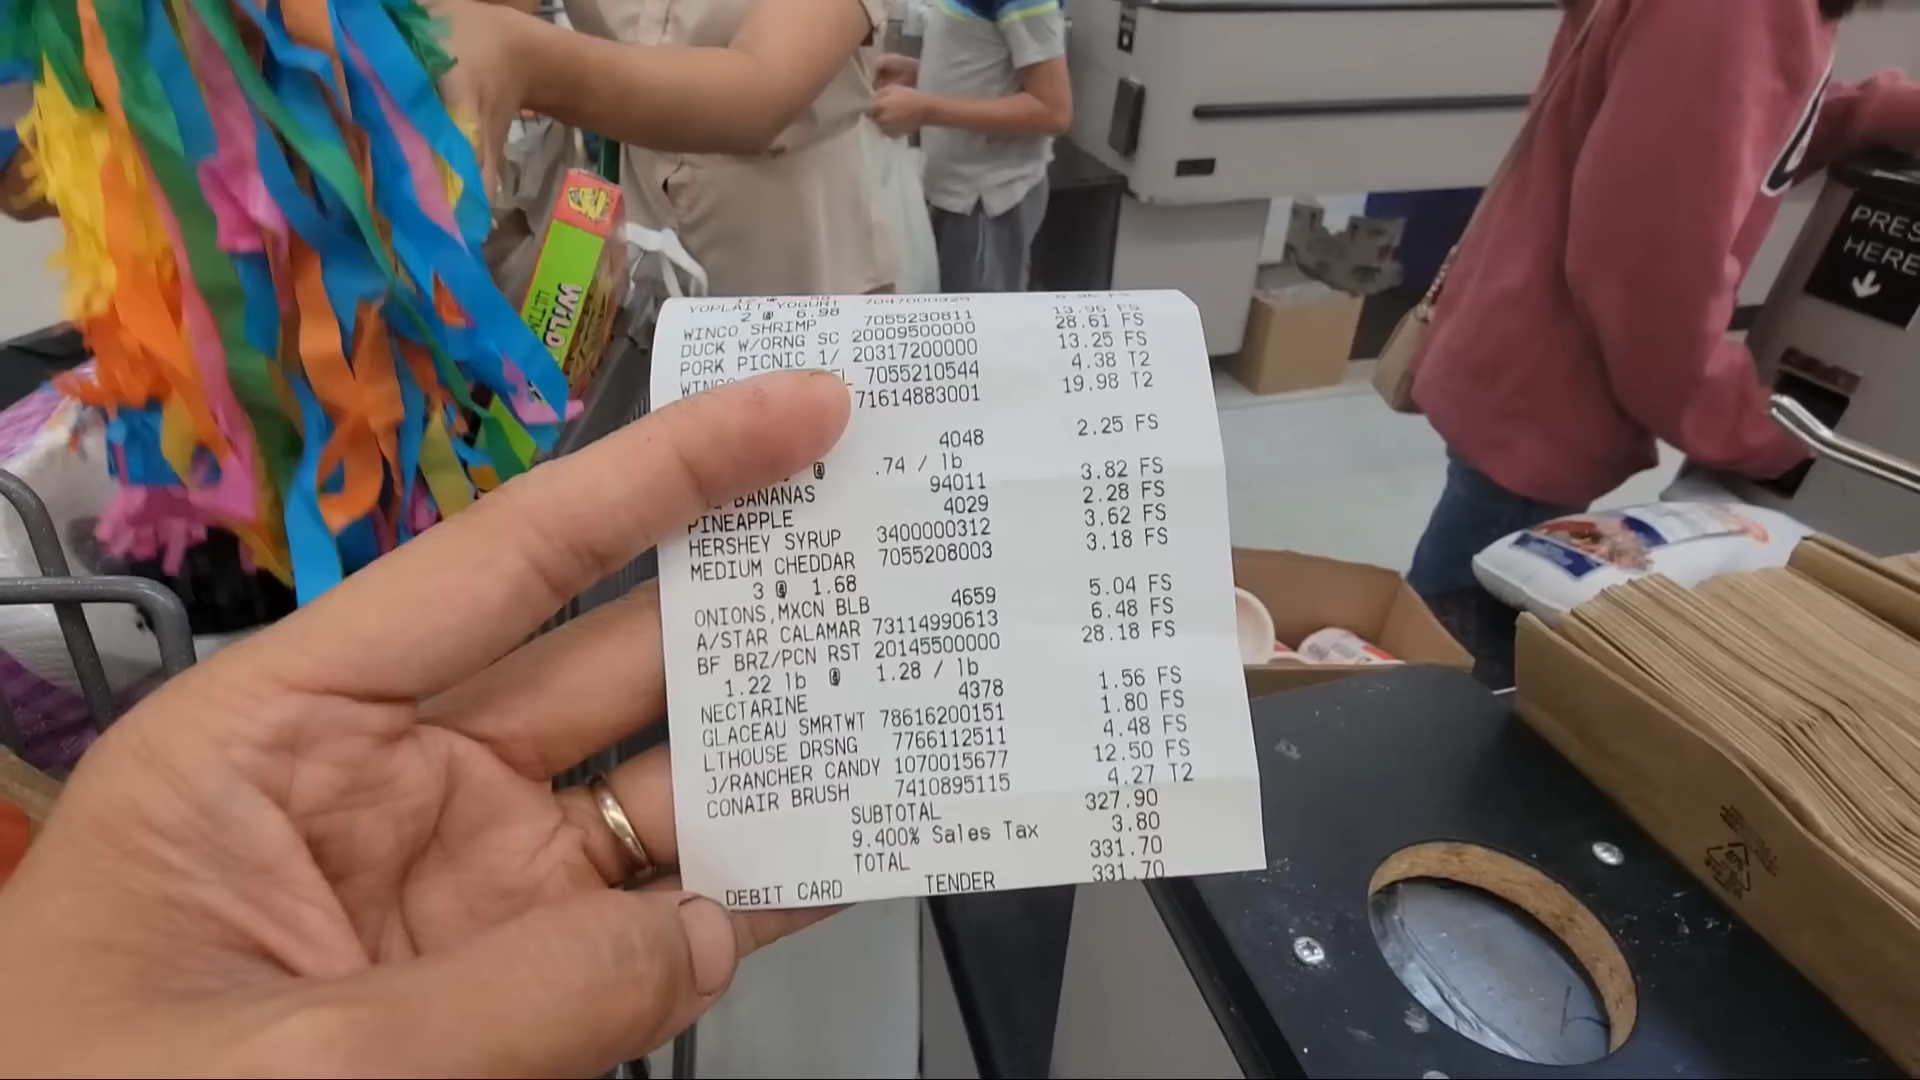 YOPLAIT YOGURT 7047000329
2 @ 6.98
WINCO SHRIMP 7055230811 13.96 FS
DUCK W/ORNG SC 20009500000 28.61 FS
PORK PICNIC 1/ 20317200000 13.25 FS
WINCO EL 7055210544 4.38 T2
71614883001 19.98 T2
4048 2.25 FS
@ .74 / lb
BANANAS 94011 3.82 FS
PINEAPPLE 4029 2.28 FS
HERSHEY SYRUP 3400000312 3.62 FS
MEDIUM CHEDDAR 7055208003 3.18 FS
3 @ 1.68
ONIONS,MXCN BLB 4659 5.04 FS
A/STAR CALAMAR 73114990613 6.48 FS
BF BRZ/PCN RST 20145500000 28.18 FS
1.22 lb @ 1.28 / lb
NECTARINE 4378 1.56 FS
GLACEAU SMRTWT 78616200151 1.80 FS
LTHOUSE DRSNG 7766112511 4.48 FS
J/RANCHER CANDY 1070015677 12.50 FS
CONAIR BRUSH 7410895115 4.27 T2
SUBTOTAL 327.90
9.400% Sales Tax 3.80
TOTAL 331.70
DEBIT CARD TENDER 331.70
WILD
PRESS
HERE